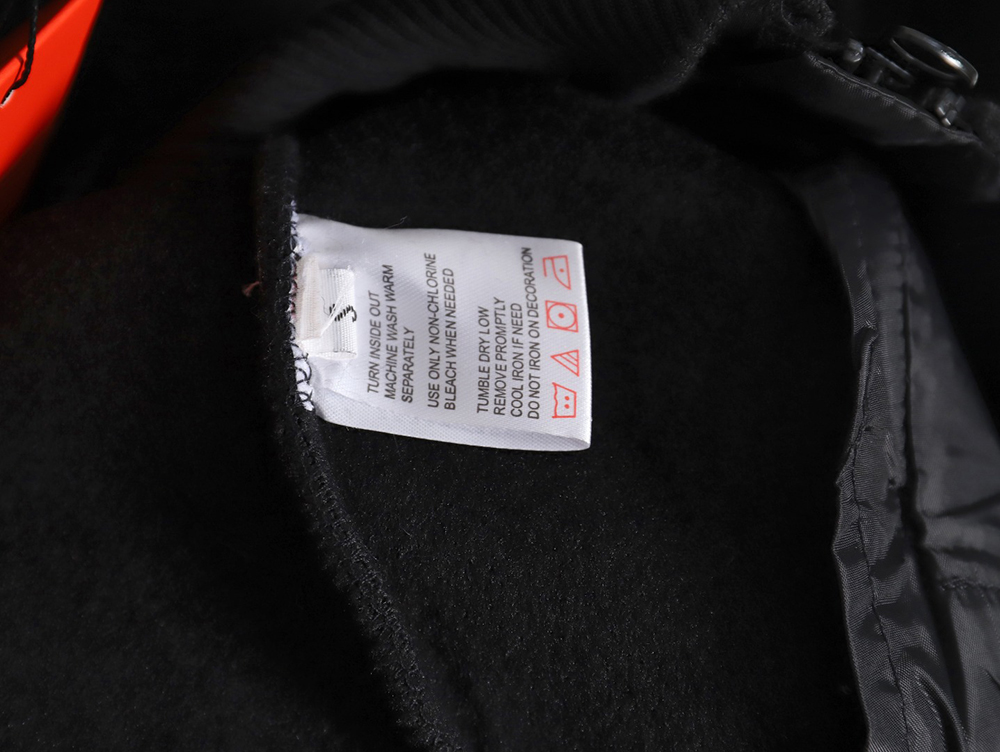 S
TURN INSIDE OUT
MACHINE WASH WARM
SEPARATELY
USE ONLY NON-CHLORINE
BLEACH WHEN NEEDED
TUMBLE DRY LOW
REMOVE PROMPTLY
COOL IRON IF NEED
DO NOT IRON ON DECORATION